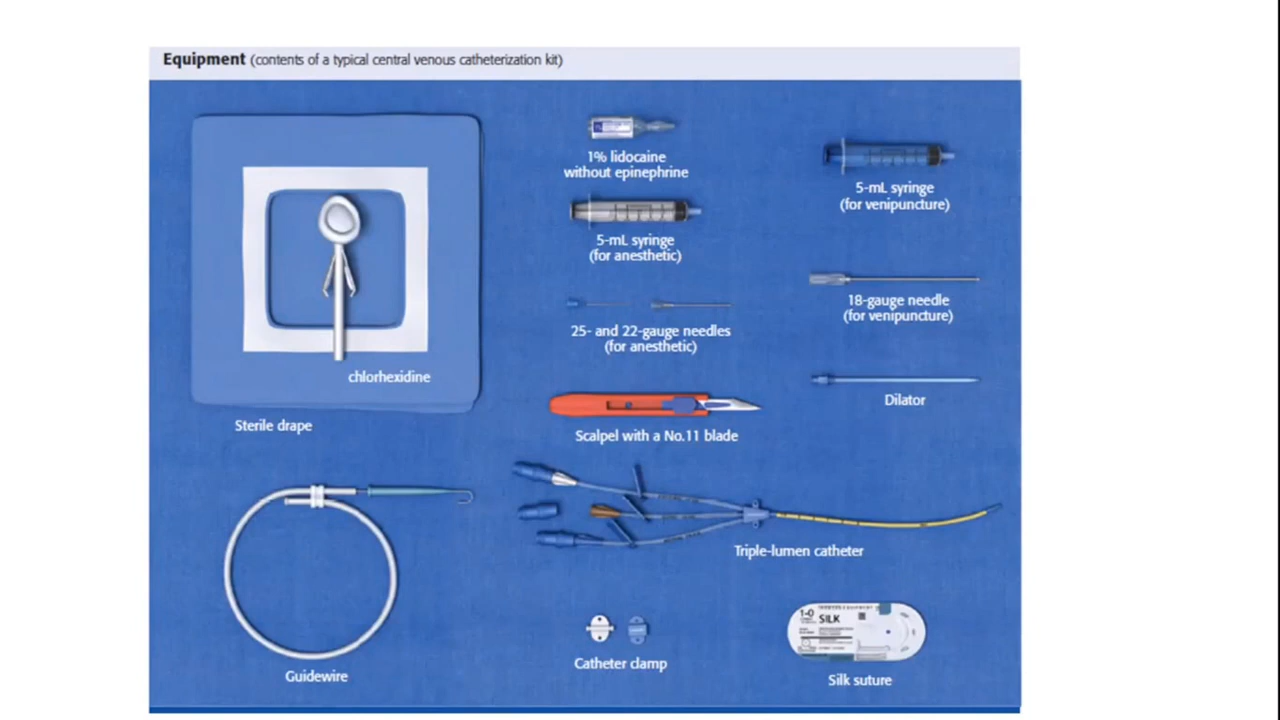 Equipment (contents of a typical central venous catheterization kit)
1% lidocaine
without epinephrine
5-mL syringe
(for venipuncture)
5-mL syringe
(for anesthetic)
18-gauge needle
(for venipuncture)
25- and 22-gauge needles
(for anesthetic)
chlorhexidine
Dilator
Sterile drape
Scalpel with a No.11 blade
Triple-lumen catheter
1-0
SILK
Catheter clamp
Guidewire
Silk suture